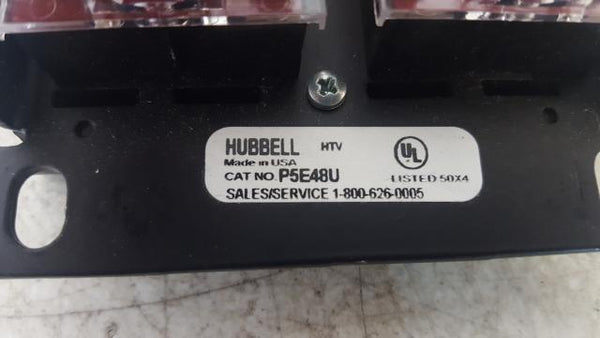 HUBBELL HTV
Made in USA
CAT NO. P5E48U
SALES/SERVICE 1-800-626-0005
UL
LISTED 50X4